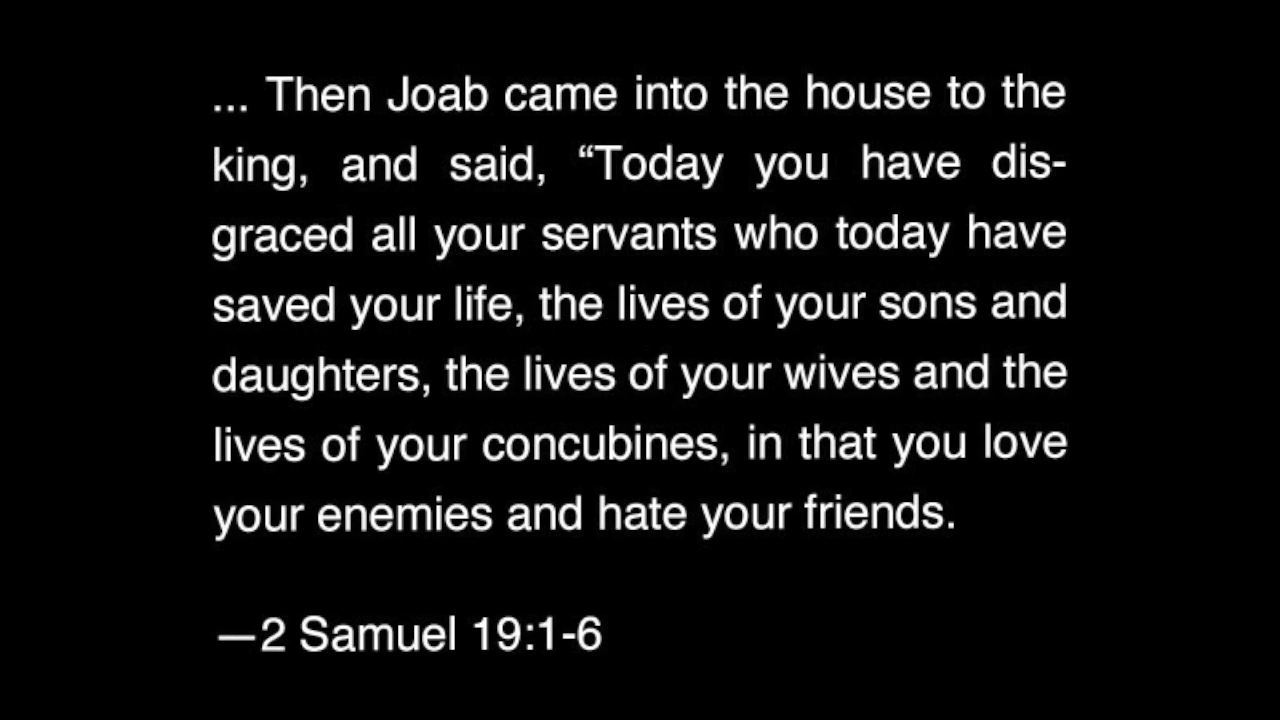 ... Then Joab came into the house to the
king, and said, “Today you have dis-
graced all your servants who today have
saved your life, the lives of your sons and
daughters, the lives of your wives and the
lives of your concubines, in that you love
your enemies and hate your friends.
—2 Samuel 19:1-6